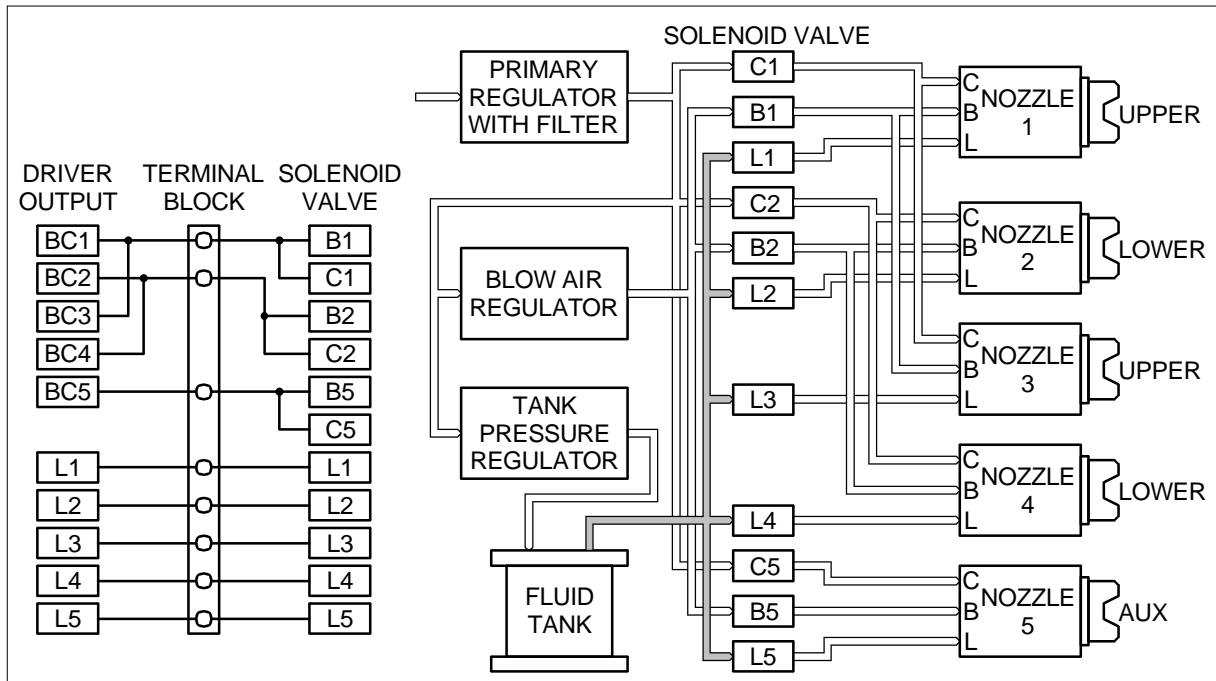 DRIVER
OUTPUT
TERMINAL
BLOCK
SOLENOID
VALVE
BC1
BC2
BC3
BC4
BC5
L1
L2
L3
L4
L5
B1
C1
B2
C2
B5
C5
L1
L2
L3
L4
L5
PRIMARY
REGULATOR
WITH FILTER
BLOW AIR
REGULATOR
TANK
PRESSURE
REGULATOR
FLUID
TANK
SOLENOID VALVE
C1
B1
L1
C2
B2
L2
L3
L4
C5
B5
L5
C
B
L
NOZZLE
1
UPPER
C
B
L
NOZZLE
2
LOWER
C
B
L
NOZZLE
3
UPPER
C
B
L
NOZZLE
4
LOWER
C
B
L
NOZZLE
5
AUX